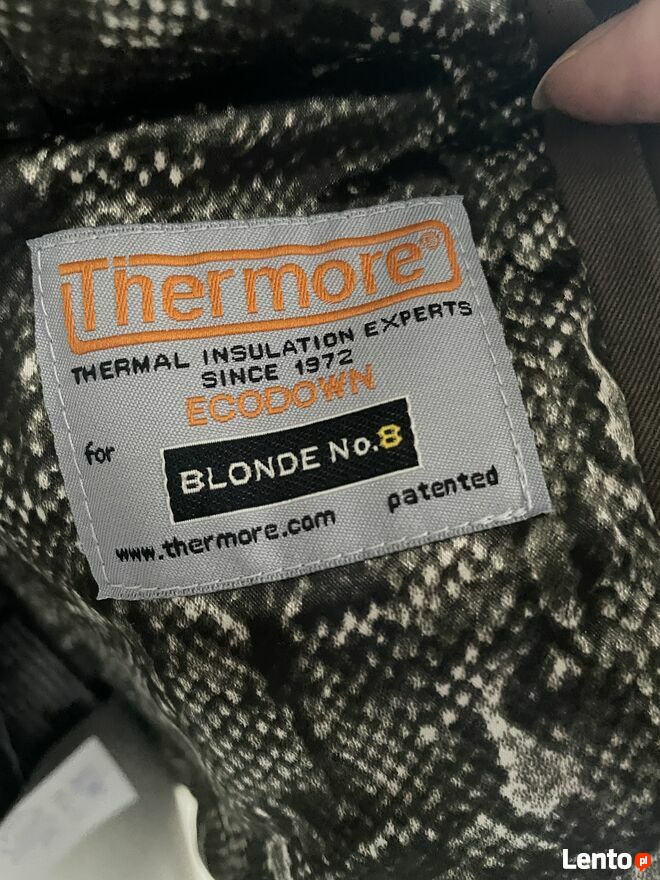 Thermore®
THERMAL INSULATION EXPERTS
SINCE 1972
ECODOWN
for
BLONDE No.8
www.thermore.com patented
Lento pl